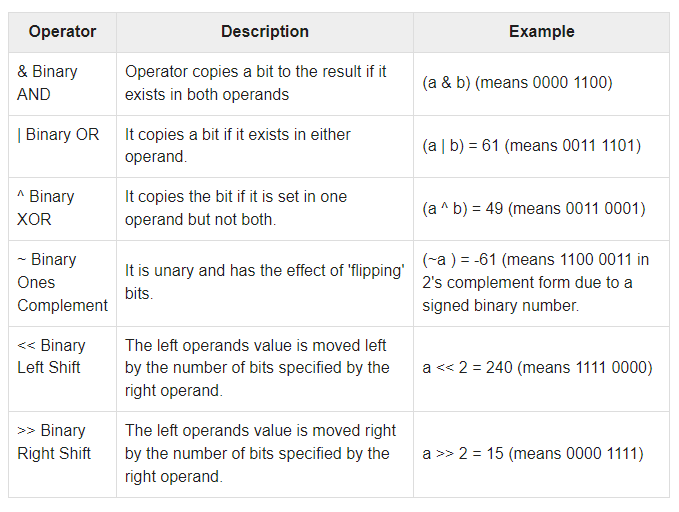 Operator Description Example
& Binary
AND
Operator copies a bit to the result if it
exists in both operands
(a & b) (means 0000 1100)
| Binary OR
It copies a bit if it exists in either
operand.
(a | b) = 61 (means 0011 1101)
^ Binary
XOR
It copies the bit if it is set in one
operand but not both.
(a ^ b) = 49 (means 0011 0001)
~ Binary
Ones
Complement
It is unary and has the effect of 'flipping'
bits.
(~a ) = -61 (means 1100 0011 in
2's complement form due to a
signed binary number.
<< Binary
Left Shift
The left operands value is moved left
by the number of bits specified by the
right operand.
a << 2 = 240 (means 1111 0000)
>> Binary
Right Shift
The left operands value is moved right
by the number of bits specified by the
right operand.
a >> 2 = 15 (means 0000 1111)